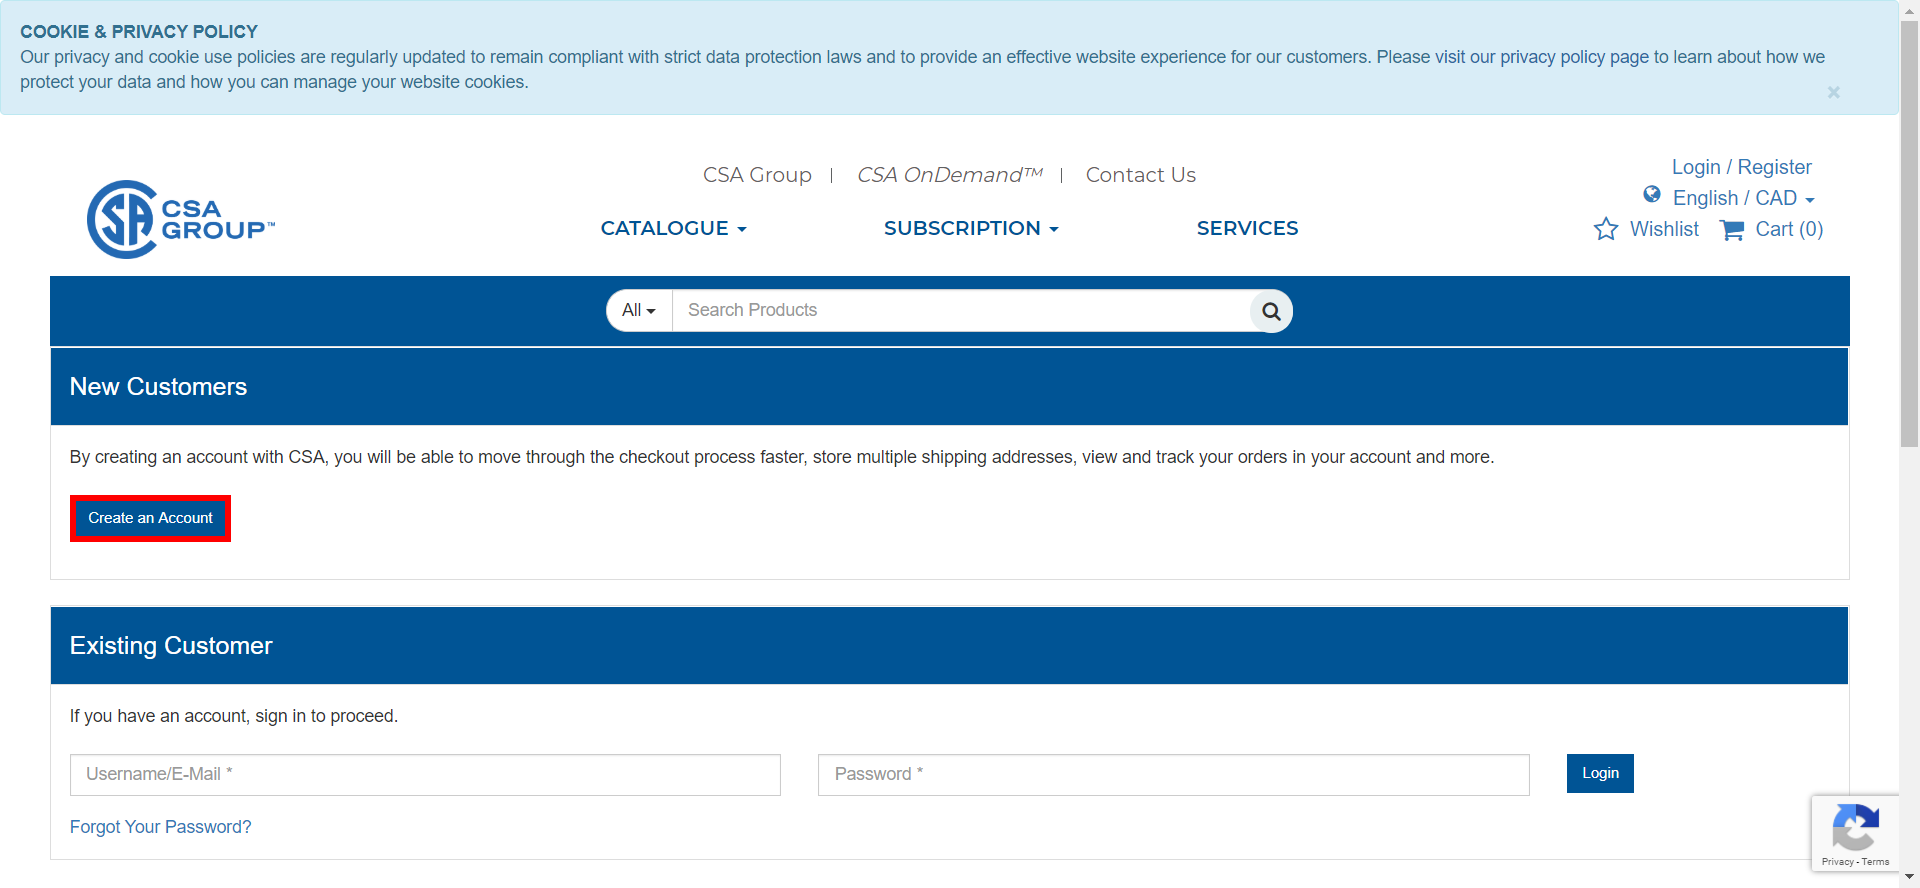 COOKIE & PRIVACY POLICY
Our privacy and cookie use policies are regularly updated to remain compliant with strict data protection laws and to provide an effective website experience for our customers. Please visit our privacy policy page to learn about how we
protect your data and how you can manage your website cookies.
×
CSA Group | CSA OnDemand™ | Contact Us
Login / Register
English / CAD
CSA
GROUP™
CATALOGUE
SUBSCRIPTION
SERVICES
Wishlist
Cart (0)
All
Search Products
New Customers
By creating an account with CSA, you will be able to move through the checkout process faster, store multiple shipping addresses, view and track your orders in your account and more.
Create an Account
Existing Customer
If you have an account, sign in to proceed.
Username/E-Mail *
Password *
Login
Forgot Your Password?
Privacy - Terms